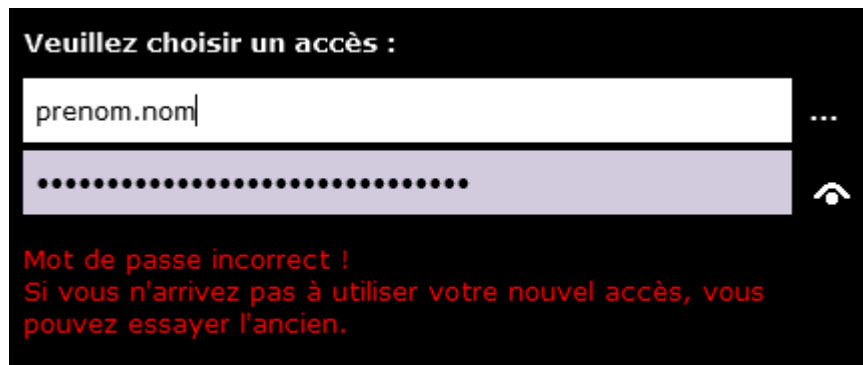 Veuillez choisir un accès :
prenom.nom
...
••••••••••••••••••••••••••••••••
Mot de passe incorrect !
Si vous n'arrivez pas à utiliser votre nouvel accès, vous
pouvez essayer l'ancien.